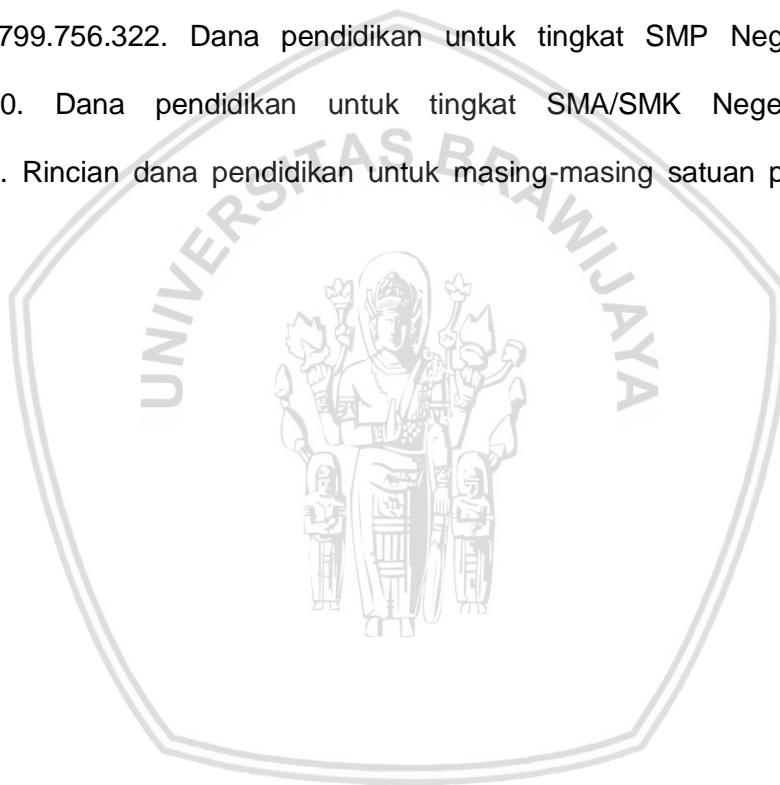 799.756.322. Dana pendidikan untuk tingkat SMP Neg
0. Dana pendidikan untuk tingkat SMA/SMK Nege
. Rincian dana pendidikan untuk masing-masing satuan p
UNIVERSITAS BRAWIJAYA